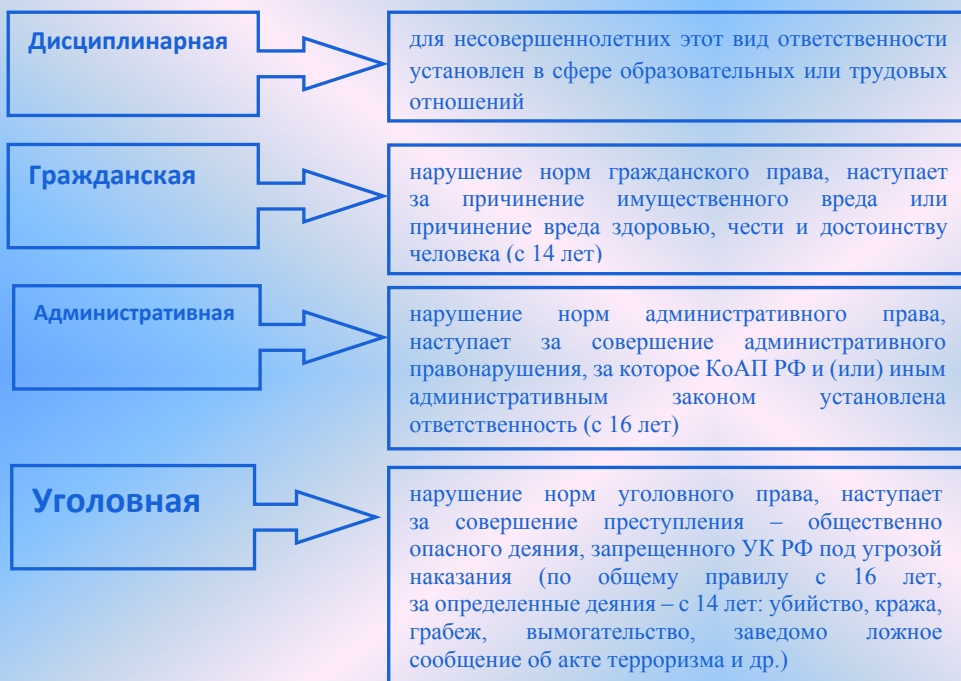 Дисциплинарная
для несовершеннолетних этот вид ответственности
установлен в сфере образовательных или трудовых
отношений
Гражданская
нарушение норм гражданского права, наступает
за причинение имущественного вреда или
причинение вреда здоровью, чести и достоинству
человека (с 14 лет)
Административная
нарушение норм административного права,
наступает за совершение административного
правонарушения, за которое КоАП РФ и (или) иным
административным законом установлена
ответственность (с 16 лет)
Уголовная
нарушение норм уголовного права, наступает
за совершение преступления – общественно
опасного деяния, запрещенного УК РФ под угрозой
наказания (по общему правилу с 16 лет,
за определенные деяния – с 14 лет: убийство, кража,
грабеж, вымогательство, заведомо ложное
сообщение об акте терроризма и др.)